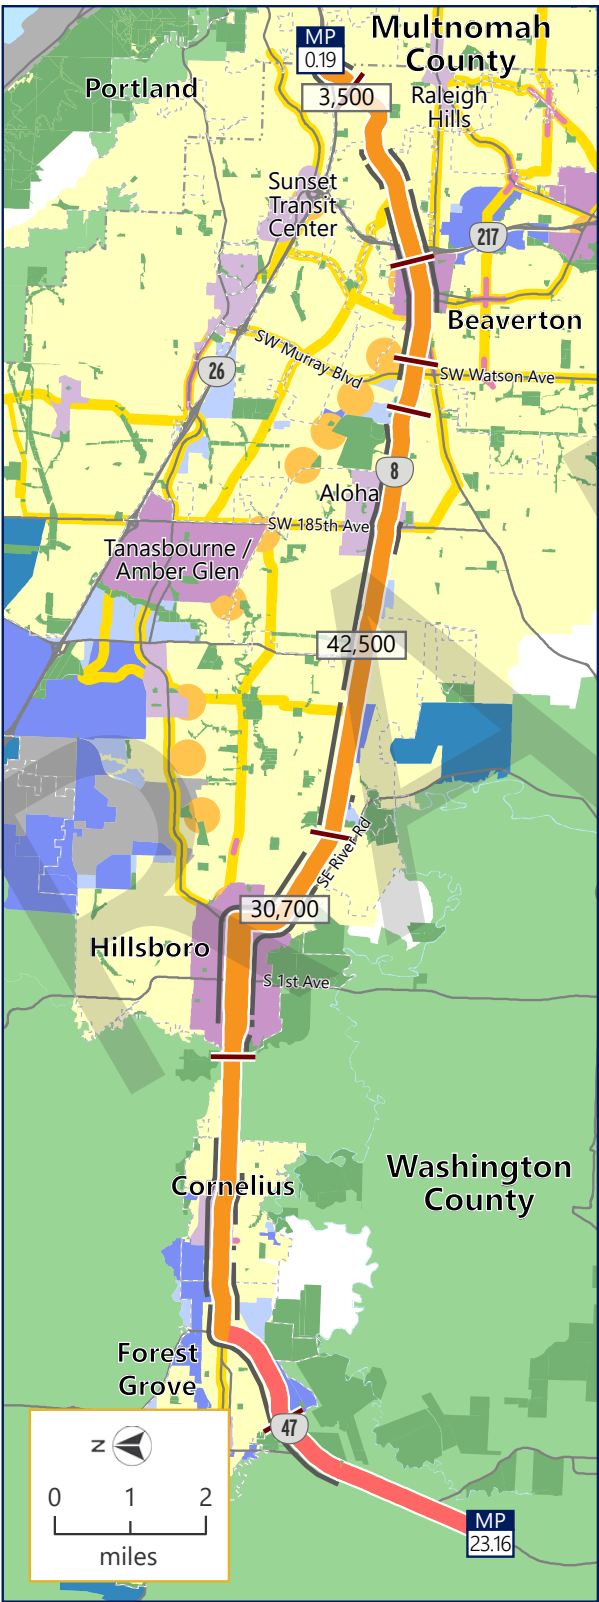 Multnomah
County
MP
0.19
Portland
3,500
Raleigh
Hills
Sunset
Transit
Center
217
Beaverton
SW Murray Blvd
26
SW Watson Ave
8
Aloha
SW 185th Ave
Tanasbourne /
Amber Glen
42,500
SE River Rd
30,700
Hillsboro
S 1st Ave
Washington
County
Cornelius
Forest
Grove
47
N
0 1 2
miles
MP
23.16